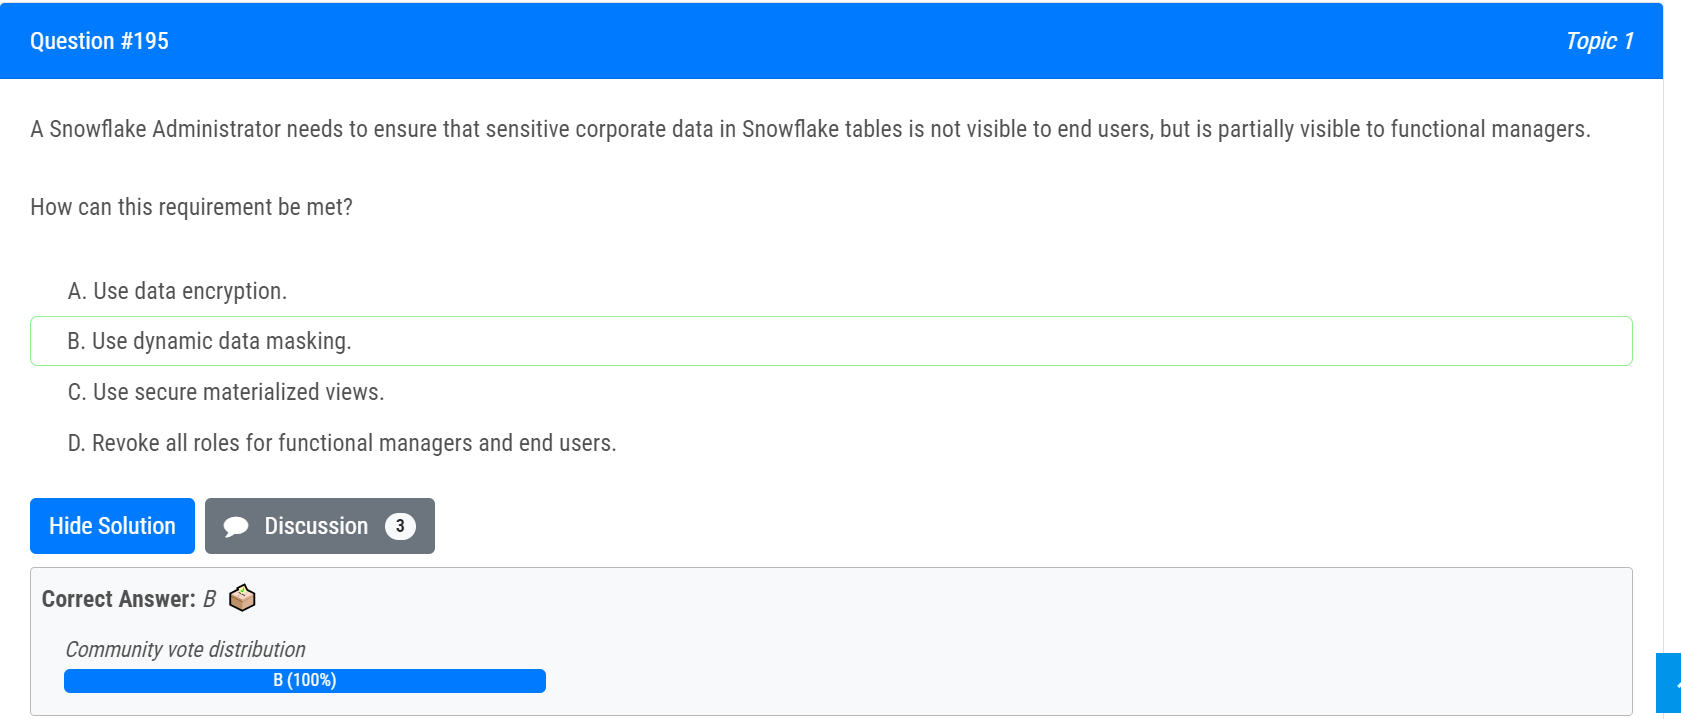 Question #195
Topic 1
A Snowflake Administrator needs to ensure that sensitive corporate data in Snowflake tables is not visible to end users, but is partially visible to functional managers.
How can this requirement be met?
A. Use data encryption.
B. Use dynamic data masking.
C. Use secure materialized views.
D. Revoke all roles for functional managers and end users.
Hide Solution
Discussion 3
Correct Answer: B
Community vote distribution
B (100%)